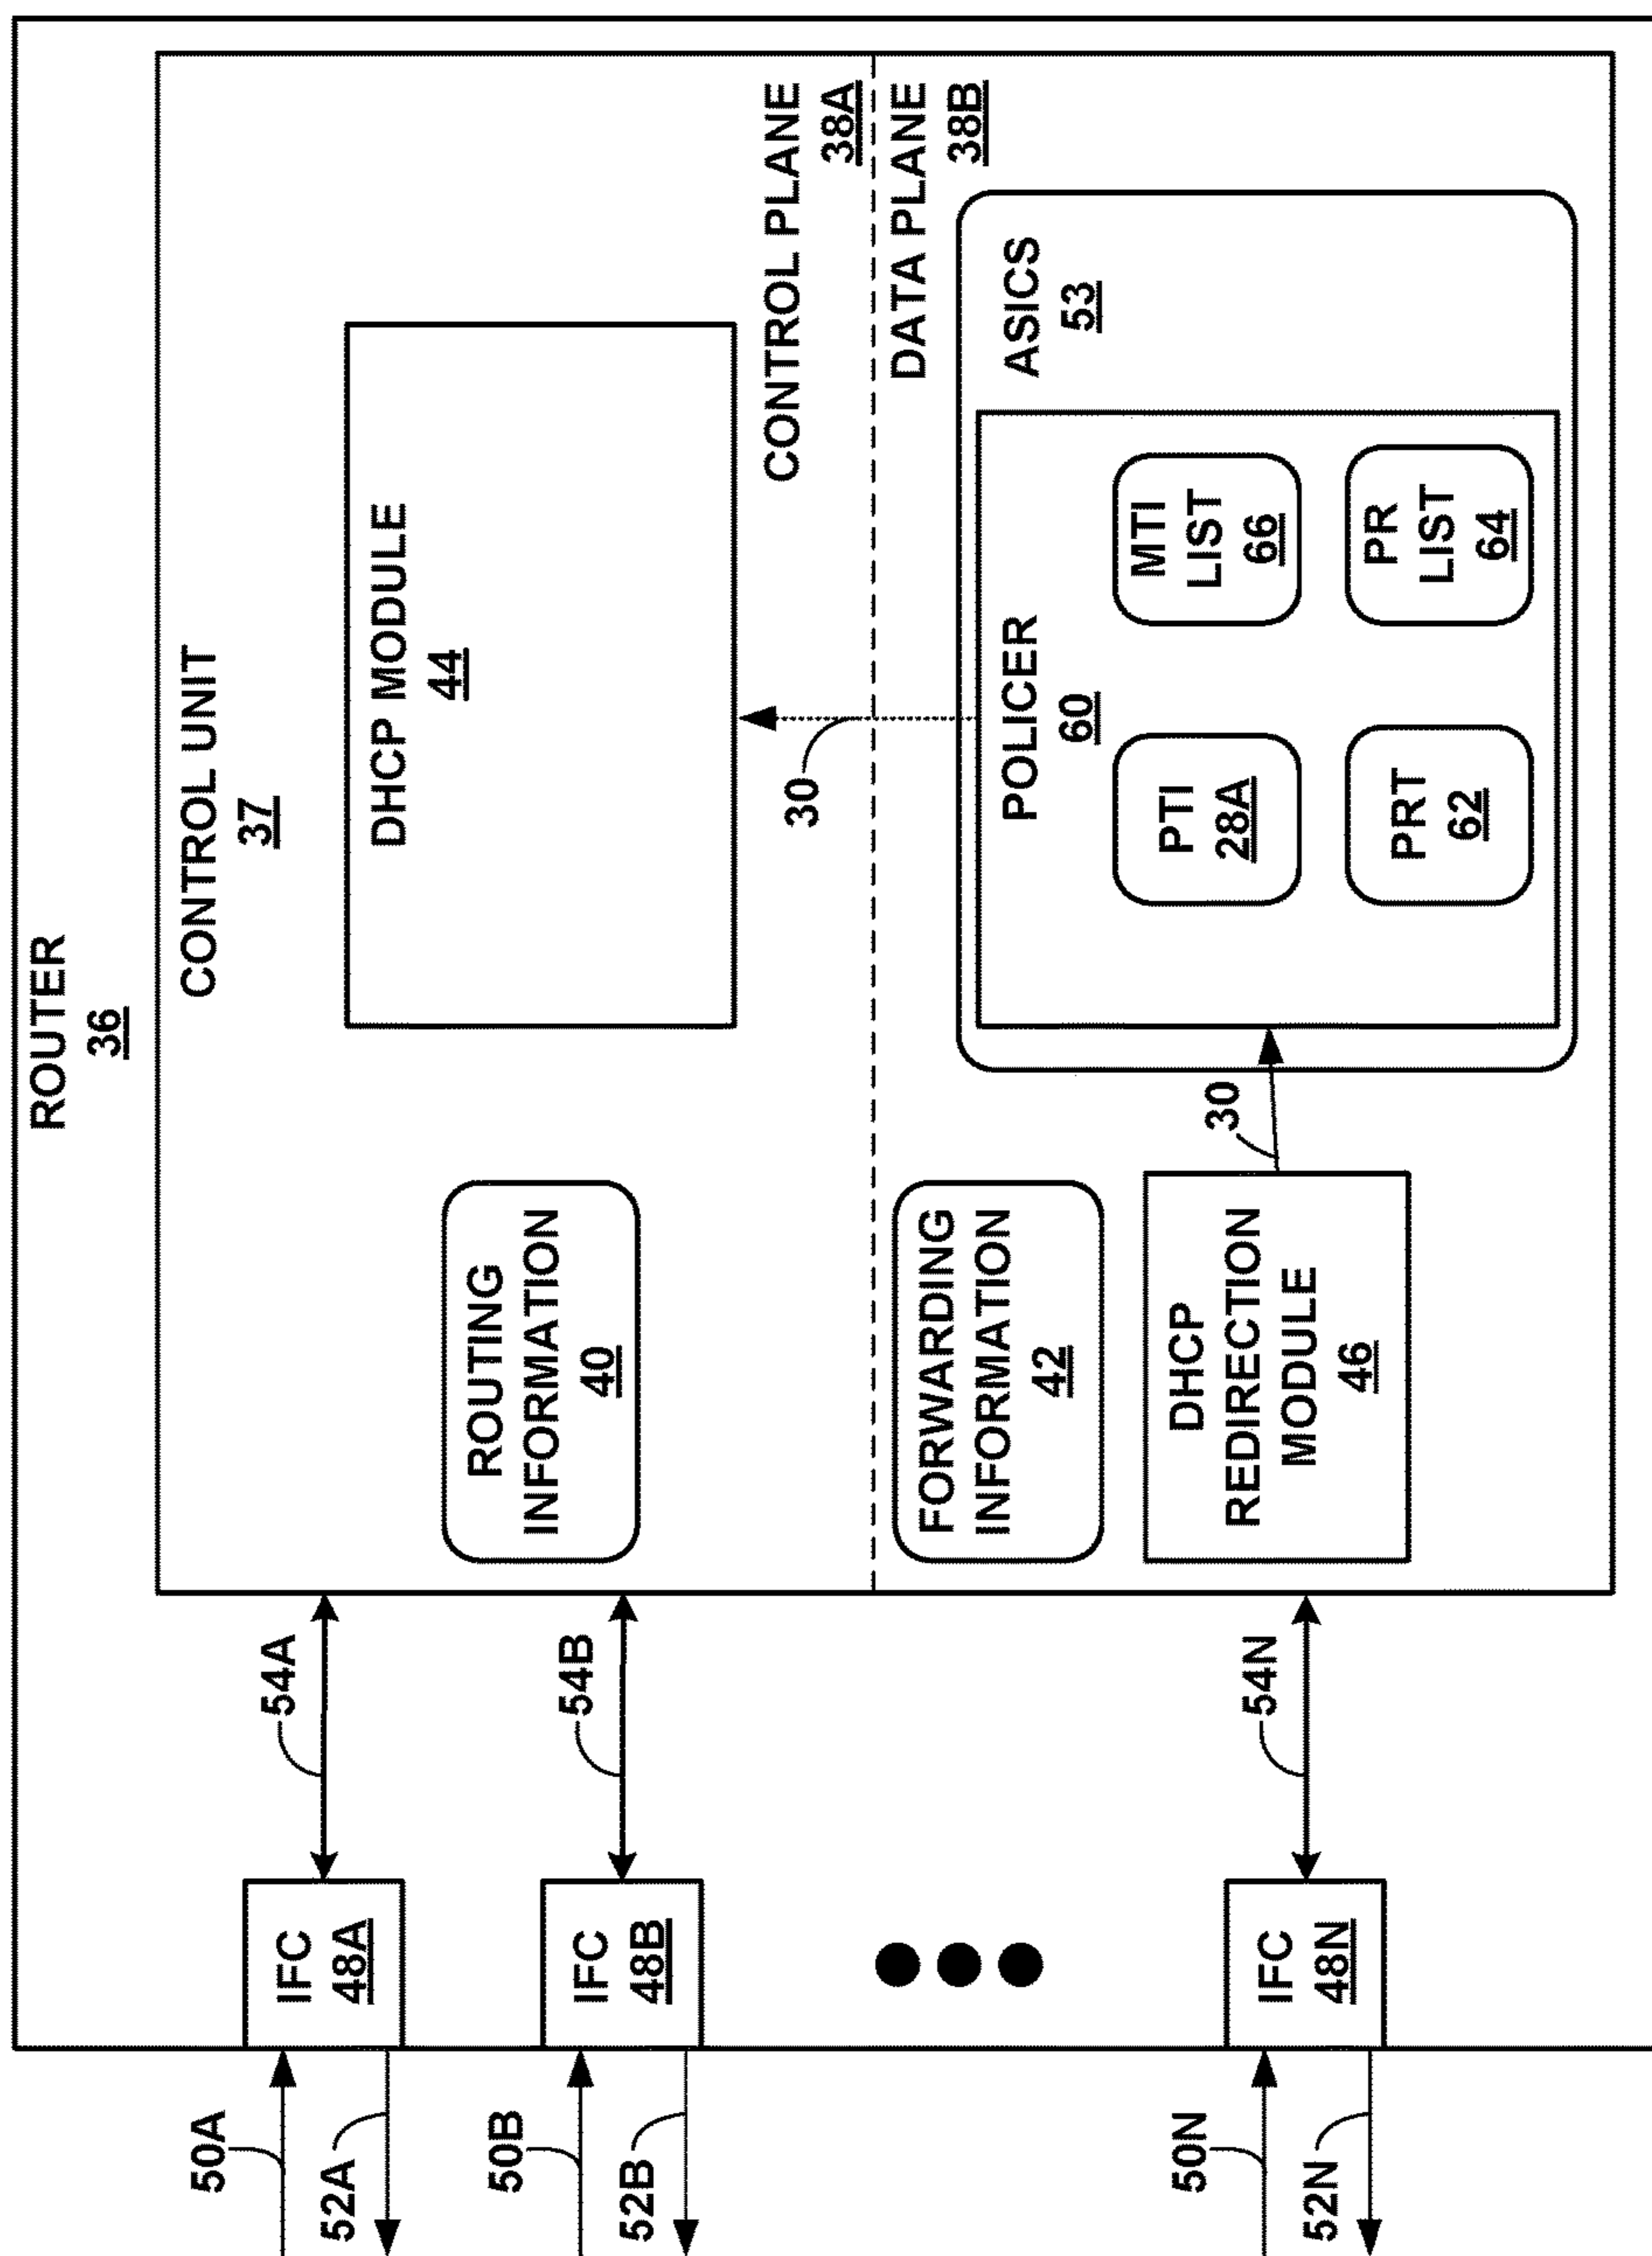 ROUTER
36
CONTROL UNIT
37
DHCP MODULE
44
ROUTING
INFORMATION
40
CONTROL PLANE
38A
DATA PLANE
38B
30
FORWARDING
INFORMATION
42
DHCP
REDIRECTION
MODULE
46
30
ASICS
53
POLICER
60
PTI
28A
MTI
LIST
66
PRT
62
PR
LIST
64
54A
54B
54N
IFC
48A
IFC
48B
IFC
48N
50A
52A
50B
52B
50N
52N